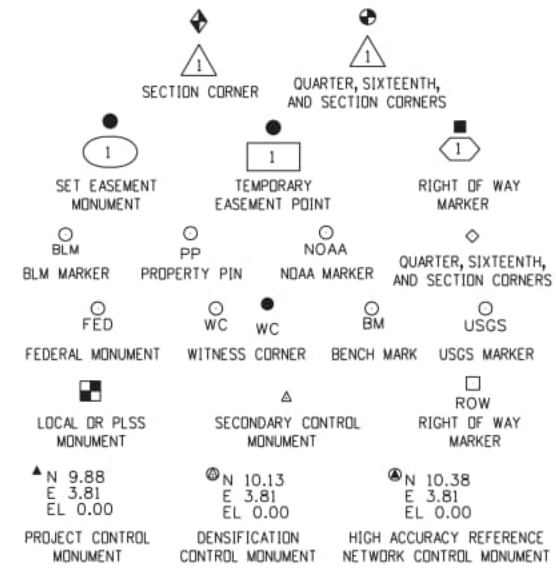 1
1
SECTION CORNER
QUARTER, SIXTEENTH,
AND SECTION CORNERS
1
1
1
SET EASEMENT
MONUMENT
TEMPORARY
EASEMENT POINT
RIGHT OF WAY
MARKER
BLM
PP
NOAA
BLM MARKER
PROPERTY PIN
NOAA MARKER
QUARTER, SIXTEENTH,
AND SECTION CORNERS
FED
WC
WC
BM
USGS
FEDERAL MONUMENT
WITNESS CORNER
BENCH MARK
USGS MARKER
ROW
LOCAL OR PLSS
MONUMENT
SECONDARY CONTROL
MONUMENT
RIGHT OF WAY
MARKER
N 9.88
E 3.81
EL 0.00
N 10.13
E 3.81
EL 0.00
N 10.38
E 3.81
EL 0.00
PROJECT CONTROL
MONUMENT
DENSIFICATION
CONTROL MONUMENT
HIGH ACCURACY REFERENCE
NETWORK CONTROL MONUMENT